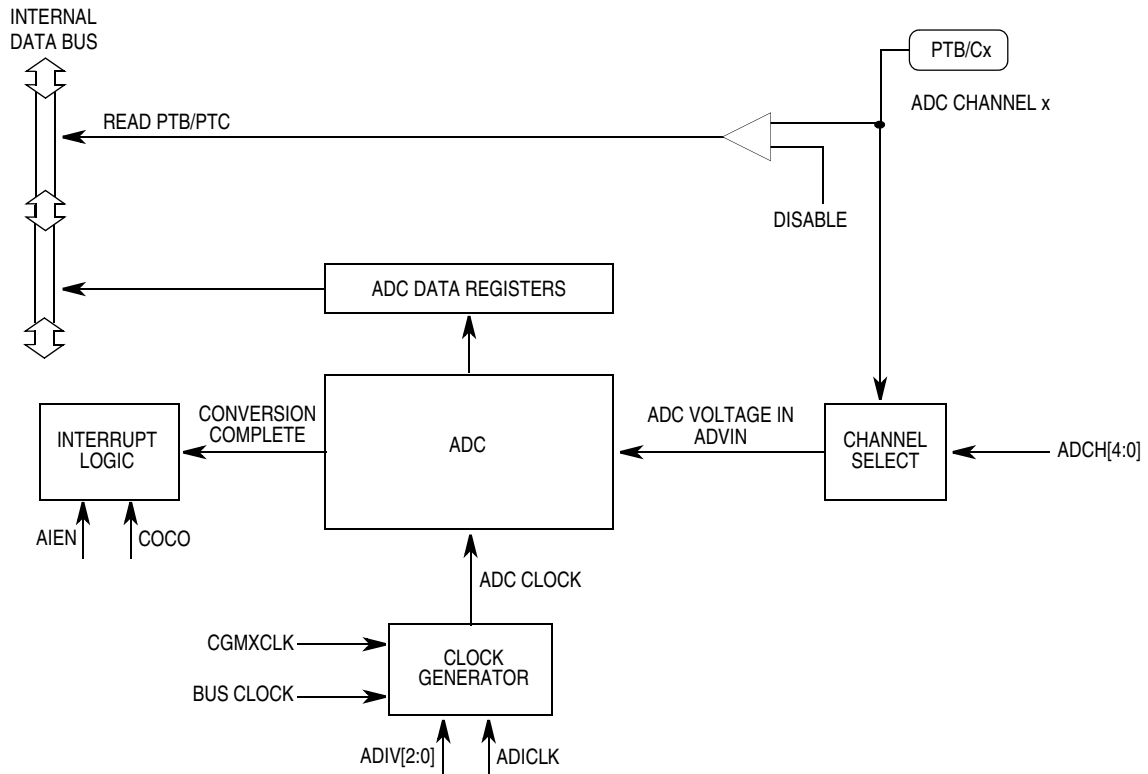 INTERNAL
DATA BUS
PTB/Cx
ADC CHANNEL x
READ PTB/PTC
DISABLE
ADC DATA REGISTERS
INTERRUPT
LOGIC
CONVERSION
COMPLETE
ADC
ADC VOLTAGE IN
ADVIN
CHANNEL
SELECT
ADCH[4:0]
AIEN
COCO
ADC CLOCK
CGMXCLK
BUS CLOCK
CLOCK
GENERATOR
ADIV[2:0]
ADICLK